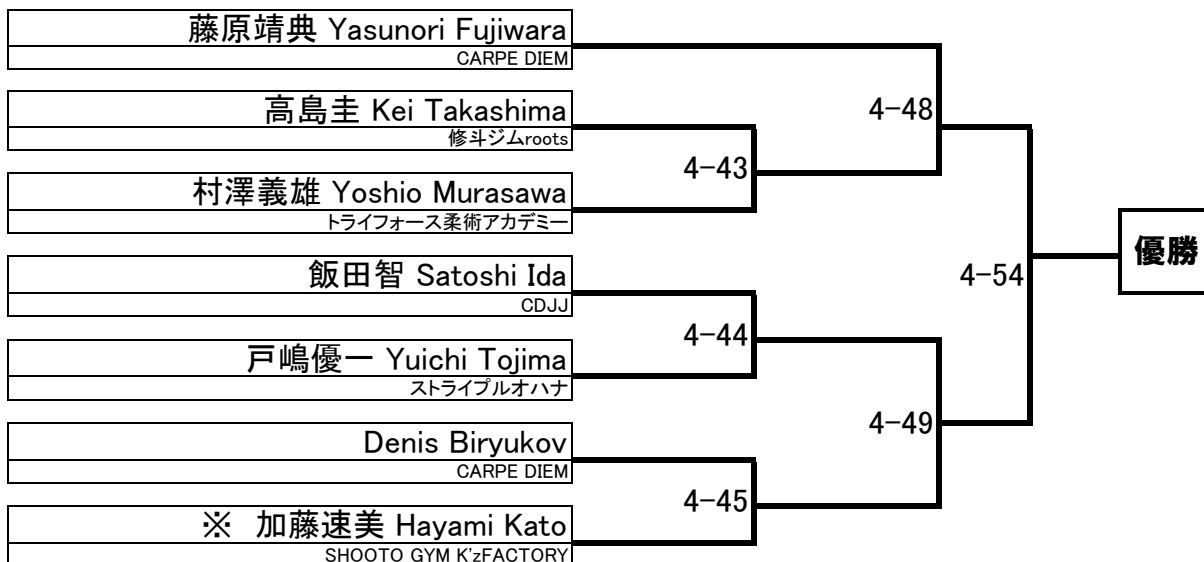 藤原靖典 Yasunori Fujiwara
CARPE DIEM
高島圭 Kei Takashima
修斗ジムroots
村澤義雄 Yoshio Murasawa
トライフォース柔術アカデミー
飯田智 Satoshi Ida
CDJJ
戸嶋優一 Yuichi Tojima
ストライプルオハナ
Denis Biryukov
CARPE DIEM
※ 加藤速美 Hayami Kato
SHOOTO GYM K'zFACTORY
4-43
4-44
4-45
4-48
4-49
4-54
優勝